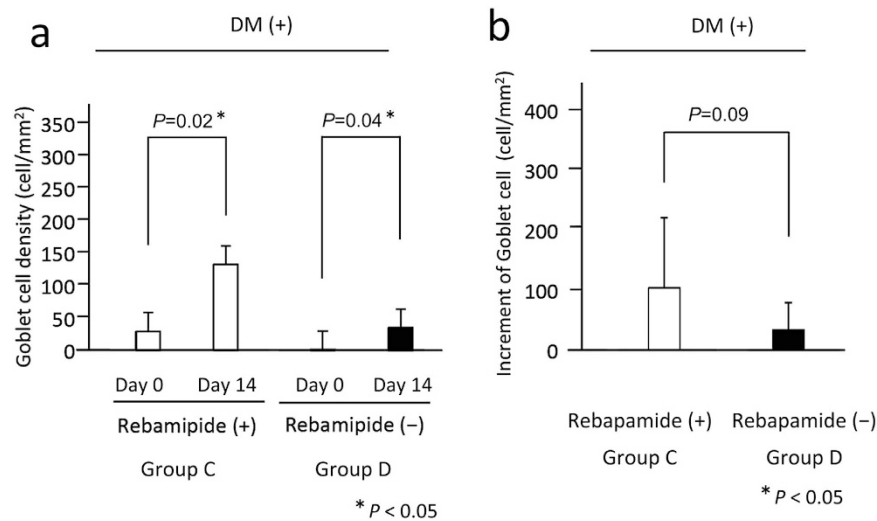 a
DM (+)
Goblet cell density (cell/mm²)
350
300
250
200
150
100
50
0
P=0.02 *
P=0.04 *
Day 0 Day 14 Day 0 Day 14
Rebamipide (+) Rebamipide (−)
Group C Group D
* P < 0.05
b
DM (+)
Increment of Goblet cell (cell/mm²)
400
300
200
100
0
P=0.09
Rebapamide (+) Rebapamide (−)
Group C Group D
* P < 0.05